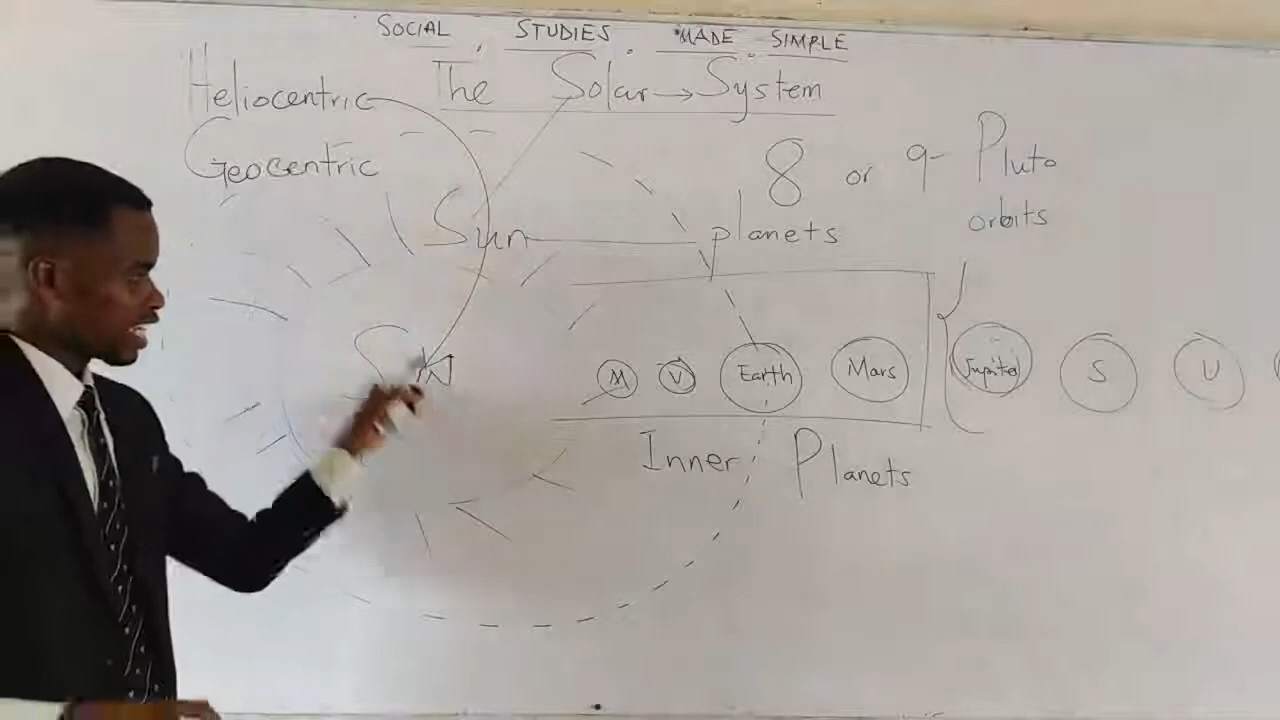 SOCIAL STUDIES MADE SIMPLE
The Solar → System
Heliocentric
Geocentric
8 or 9 - Pluto
orbits
Sun planets
M V Earth Mars Jupited S U
Inner Planets